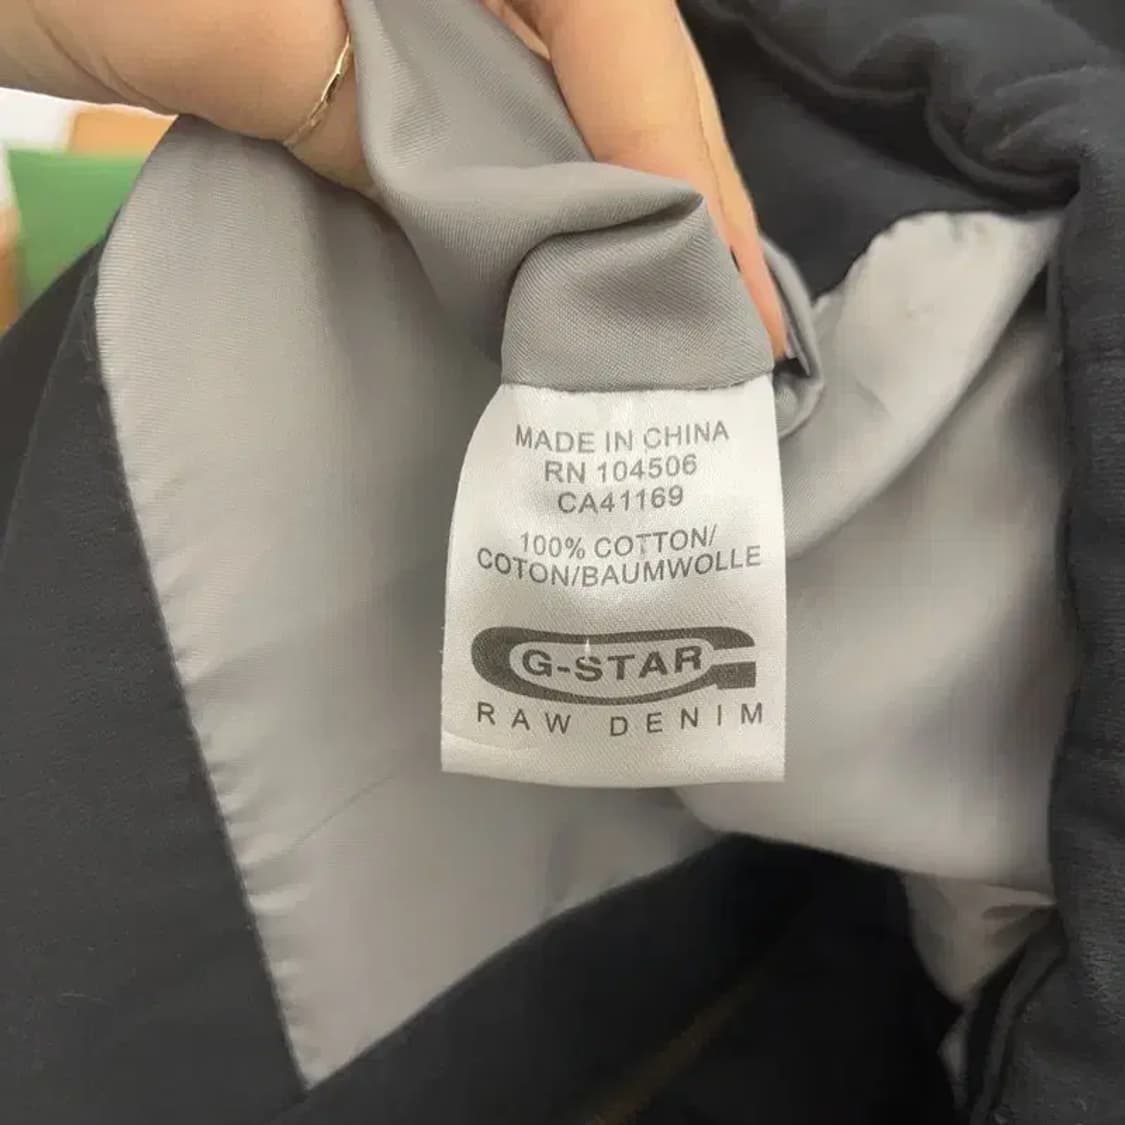 MADE IN CHINA
RN 104506
CA41169
100% COTTON/
COTON/BAUMWOLLE
G-STAR
RAW DENIM